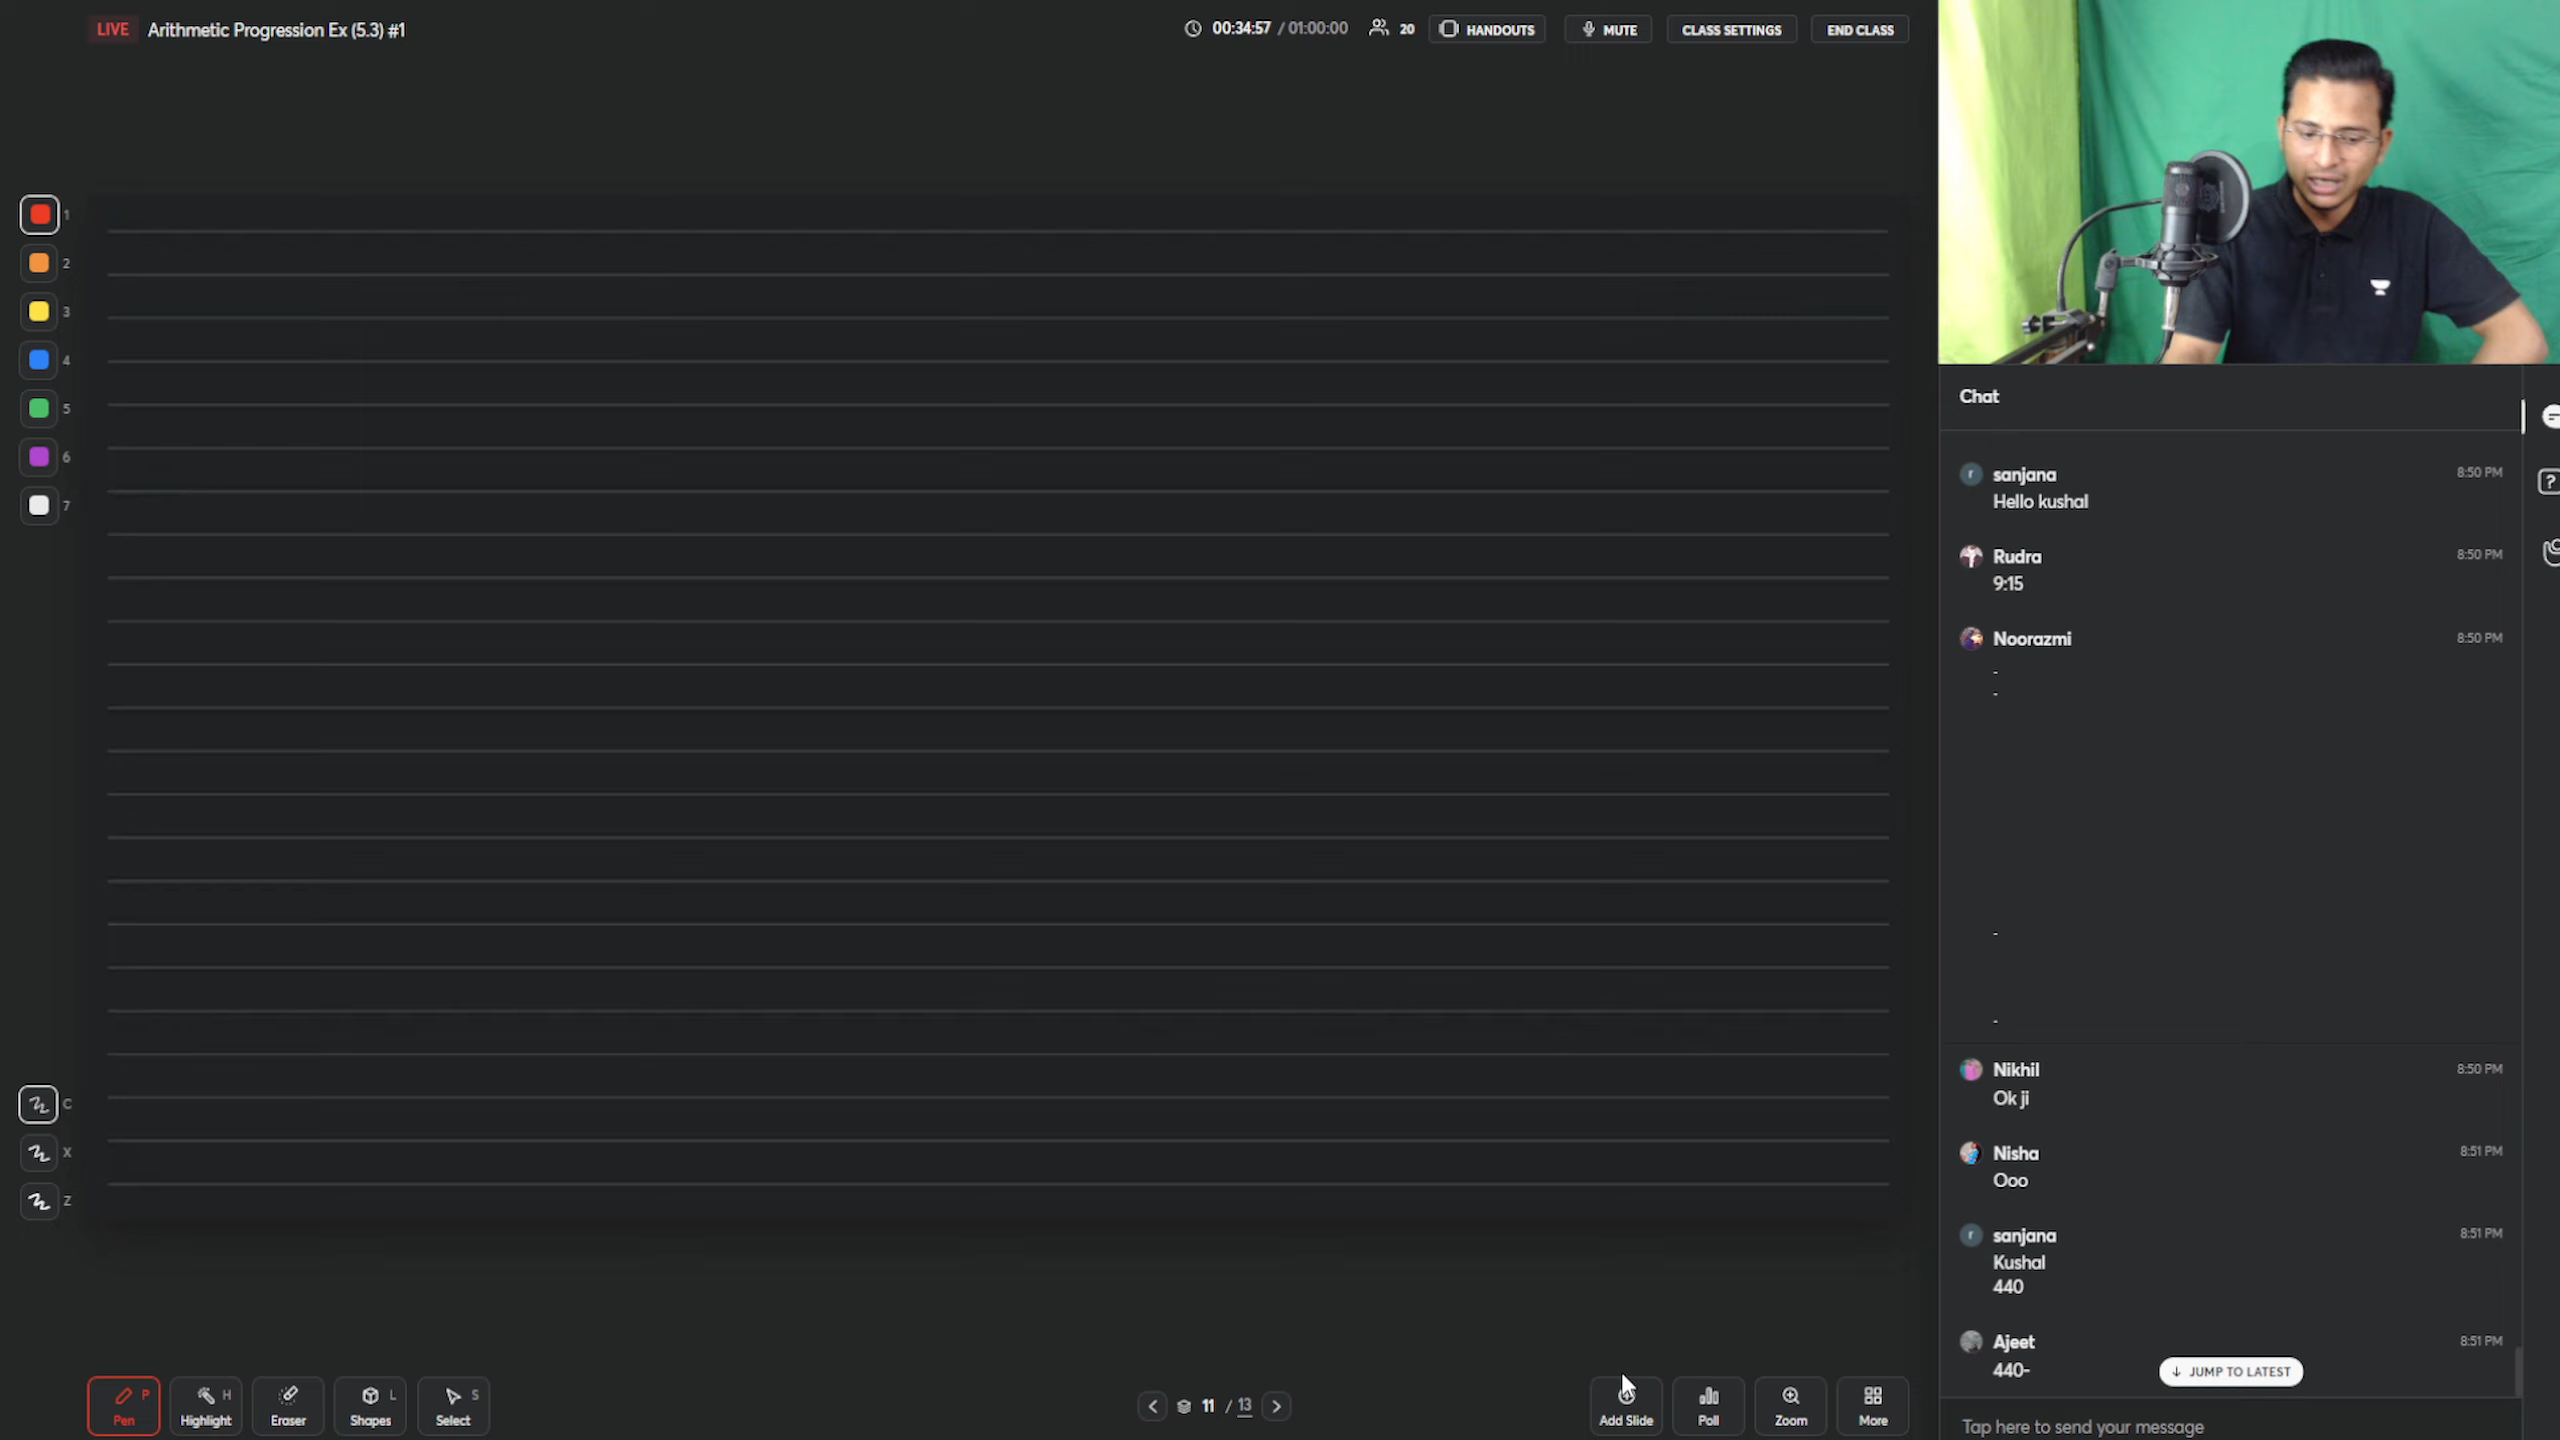 LIVE Arithmetic Progression Ex (5.3) #1
00:34:57 / 01:00:00
20
HANDOUTS
MUTE
CLASS SETTINGS
END CLASS
1
2
3
4
5
6
7
C
X
Z
Pen P
Highlight H
Eraser
Shapes L
Select S
11 / 13
Add Slide
Poll
Zoom
More
Chat
sanjana 8:50 PM
Hello kushal
Rudra 8:50 PM
9:15
Noorazmi 8:50 PM
-
-
-
-
Nikhil 8:50 PM
Ok ji
Nisha 8:51 PM
Ooo
sanjana 8:51 PM
Kushal
440
Ajeet 8:51 PM
440-
JUMP TO LATEST
Tap here to send your message